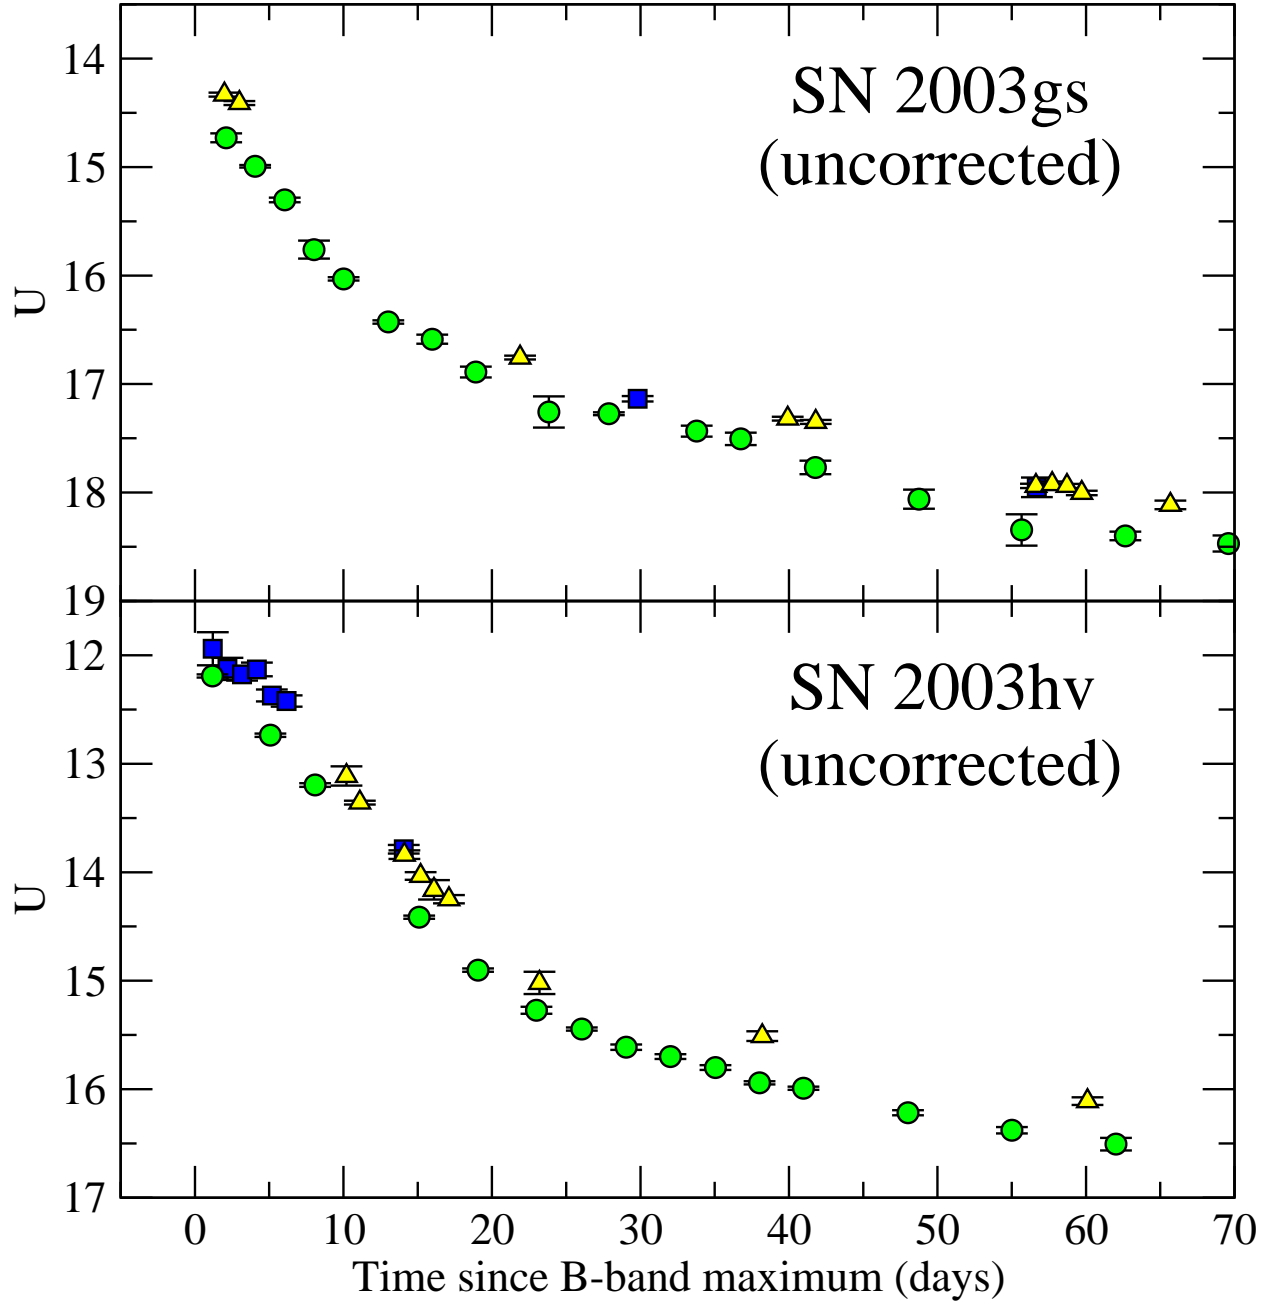 14
15
16
17
18
19
U
SN 2003gs
(uncorrected)
12
13
14
15
16
17
U
SN 2003hv
(uncorrected)
0 10 20 30 40 50 60 70
Time since B-band maximum (days)